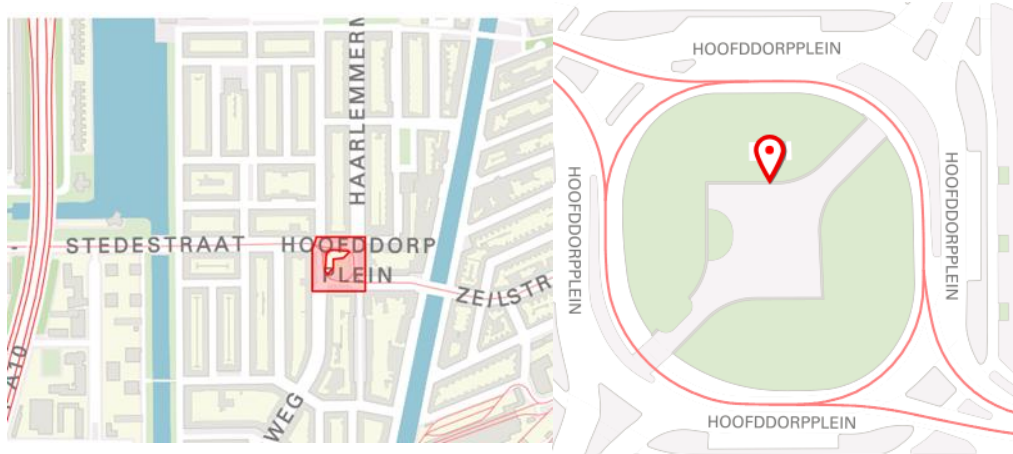 HAARLEMMERM
STEDESTRAAT
HOOFDDORP
PLEIN
ZEILSTR
A10
WEG
HOOFDDORPPLEIN
HOOFDDORPPLEIN
HOOFDDORPPLEIN
HOOFDDORPPLEIN